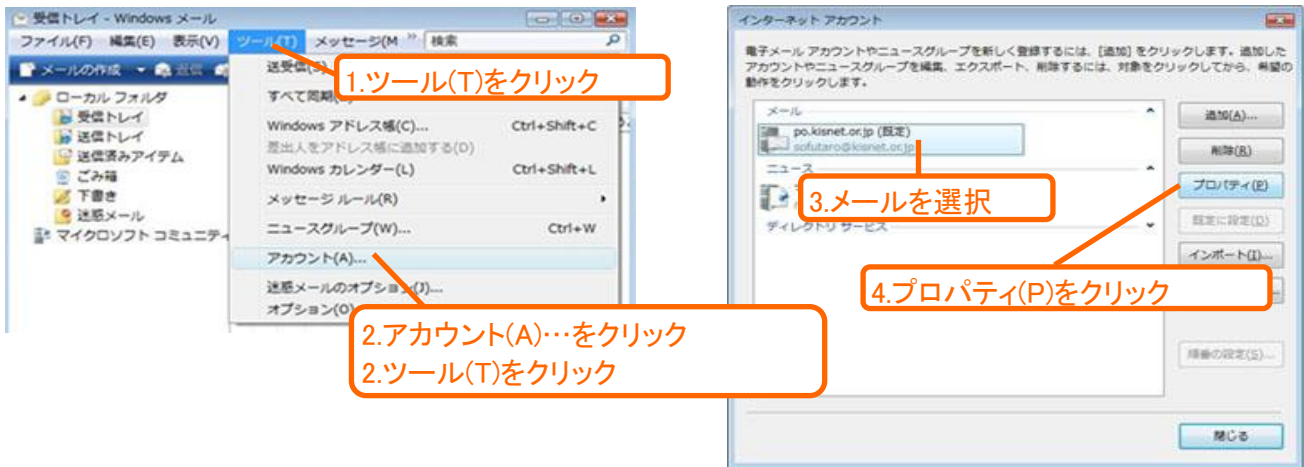 受信トレイ - Windows メール
ファイル(F) 編集(E) 表示(V) ツール(T) メッセージ(M » 検索
メールの作成 返信
送受信(S)
1.ツール(T)をクリック
ローカル フォルダ
すべて同期
受信トレイ
Windows アドレス帳(C)... Ctrl+Shift+C
送信トレイ
差出人をアドレス帳に追加する(D)
送信済みアイテム
Windows カレンダー(L) Ctrl+Shift+L
ごみ箱
下書き
メッセージ ルール(R)
迷惑メール
ニュースグループ(W)... Ctrl+W
マイクロソフト コミュニティ
アカウント(A)...
迷惑メールのオプション(J)...
オプション(O)
2.アカウント(A)…をクリック
2.ツール(T)をクリック
インターネット アカウント
電子メール アカウントやニュースグループを新しく登録するには、[追加] をクリックします。追加した
アカウントやニュースグループを編集、エクスポート、削除するには、対象をクリックしてから、希望の
動作をクリックします。
メール
追加(A)...
po.kisnet.or.jp (既定)
sofutaro@kisnet.or.jp
削除(R)
ニュース
プロパティ(P)
3.メールを選択
既定に設定(D)
ディレクトリ サービス
インポート(I)...
4.プロパティ(P)をクリック
順番の設定(S)...
閉じる